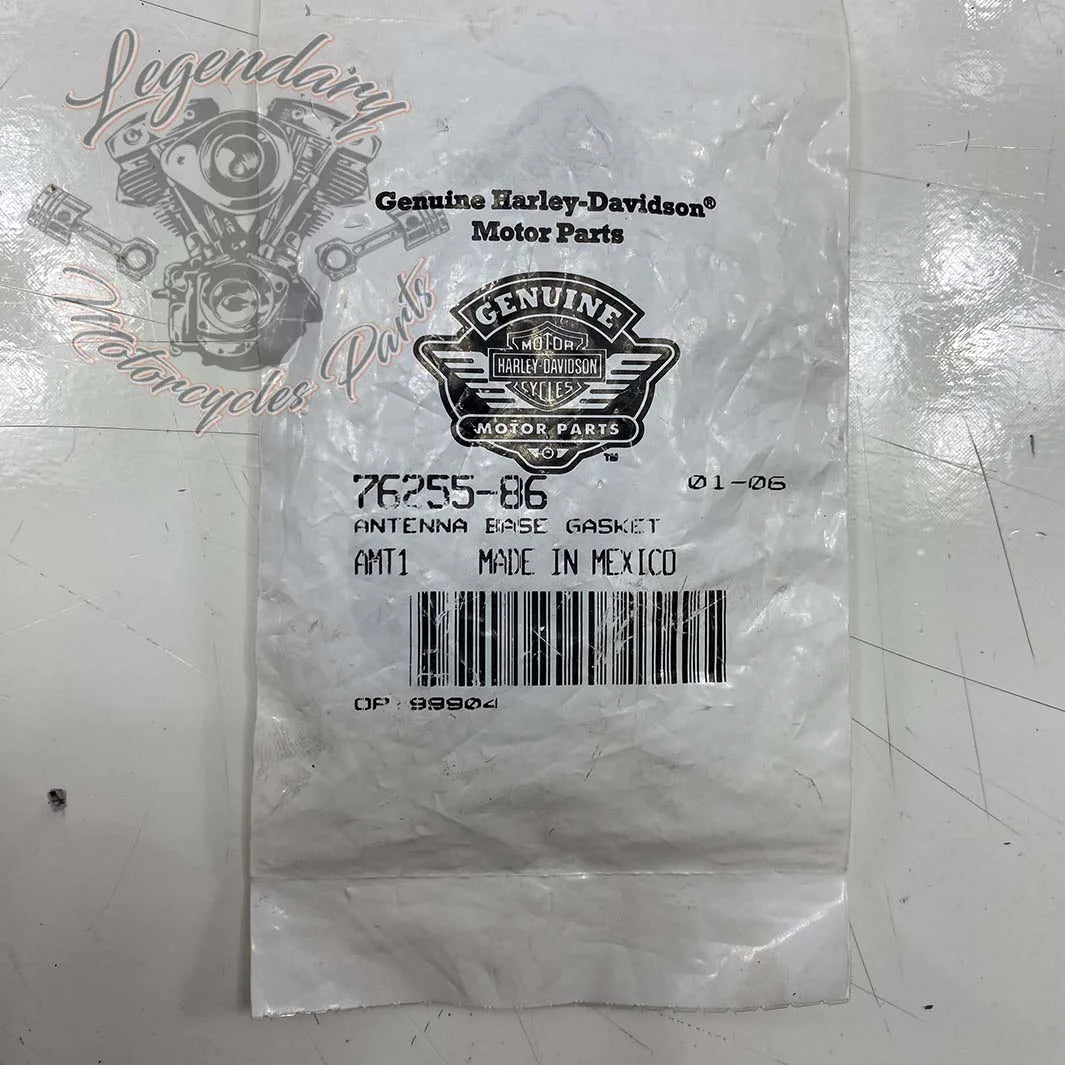 Legendary
Motorcycles Parts
Genuine Harley-Davidson®
Motor Parts
GENUINE
MOTOR
HARLEY-DAVIDSON
CYCLES
MOTOR PARTS
TM
76255-86 01-06
ANTENNA BASE GASKET
AMT1 MADE IN MEXICO
OP: 99904